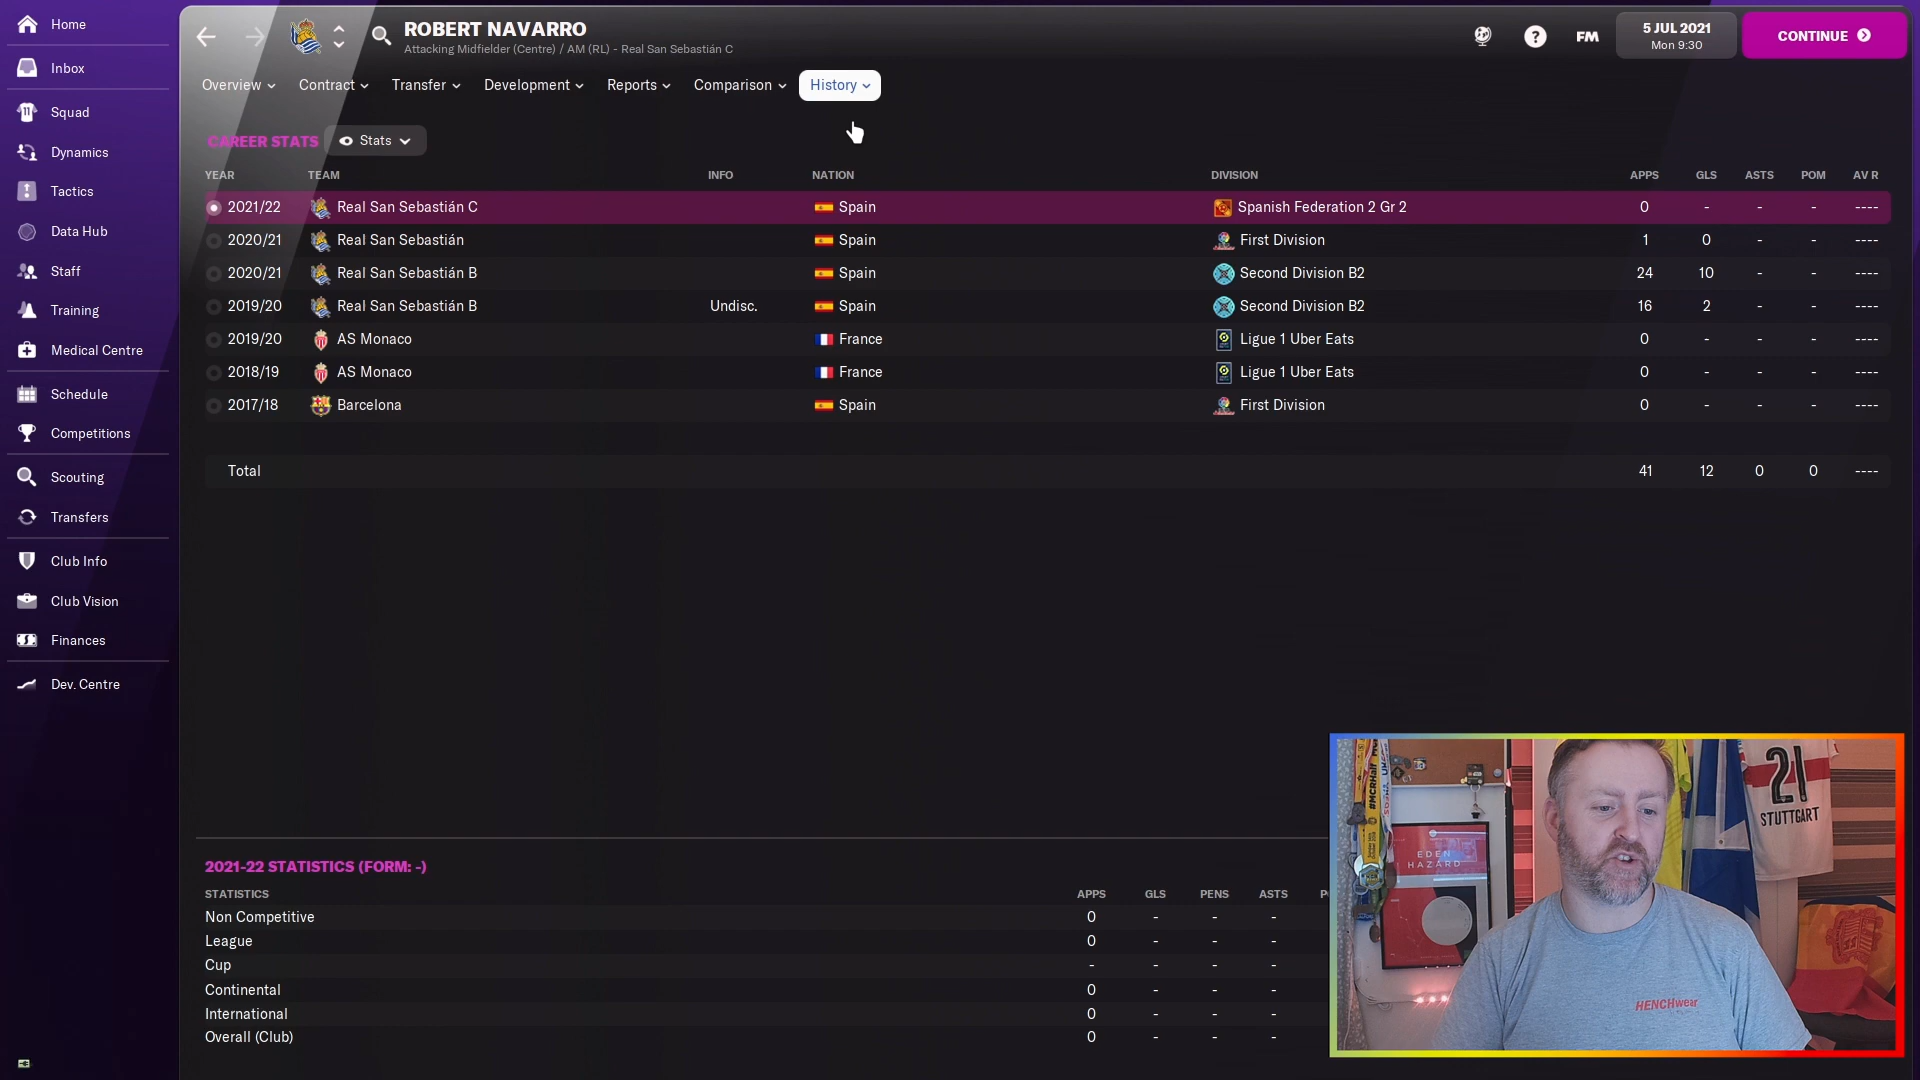 Home
Inbox
Squad
Dynamics
Tactics
Data Hub
Staff
Training
Medical Centre
Schedule
Competitions
Scouting
Transfers
Club Info
Club Vision
Finances
Dev. Centre
ROBERT NAVARRO
Attacking Midfielder (Centre) / AM (RL) - Real San Sebastián C
FM
5 JUL 2021
Mon 9:30
CONTINUE
Overview Contract Transfer Development Reports Comparison History
CAREER STATS Stats
YEAR TEAM INFO NATION DIVISION APPS GLS ASTS POM AV R
2021/22 Real San Sebastián C Spain Spanish Federation 2 Gr 2 0 - - - ----
2020/21 Real San Sebastián Spain First Division 1 0 - - ----
2020/21 Real San Sebastián B Spain Second Division B2 24 10 - - ----
2019/20 Real San Sebastián B Undisc. Spain Second Division B2 16 2 - - ----
2019/20 AS Monaco France Ligue 1 Uber Eats 0 - - - ----
2018/19 AS Monaco France Ligue 1 Uber Eats 0 - - - ----
2017/18 Barcelona Spain First Division 0 - - - ----
Total 41 12 0 0 ----
2021-22 STATISTICS (FORM: -)
STATISTICS APPS GLS PENS ASTS
Non Competitive 0 - - -
League 0 - - -
Cup - - - -
Continental 0 - - -
International 0 - - -
Overall (Club) 0 - - -
#MCRHalf
EDEN
HAZARD
21
STUTTGART
HENCHwear